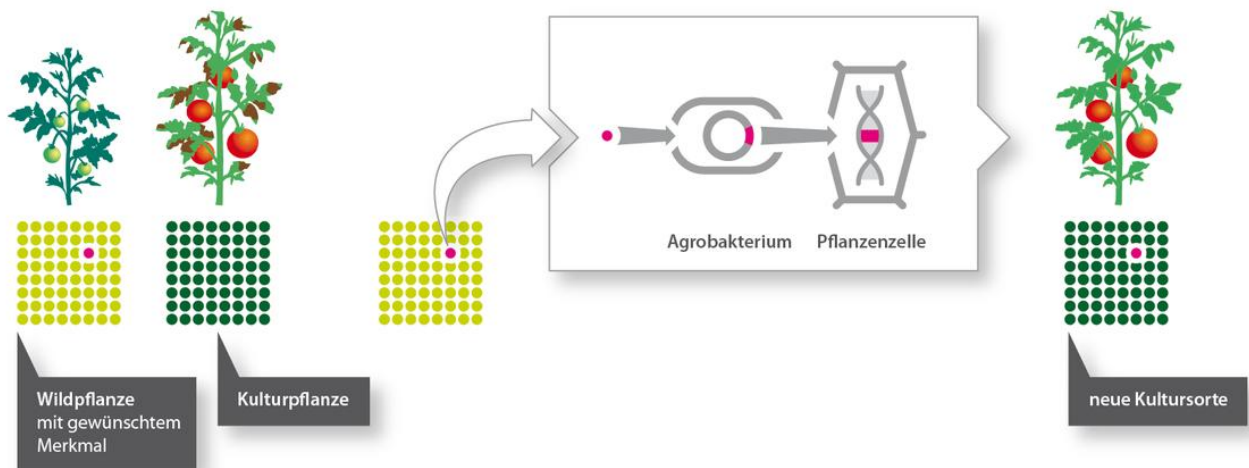 Agrobakterium
Pflanzenzelle
Wildpflanze
mit gewünschtem
Merkmal
Kulturpflanze
neue Kultursorte